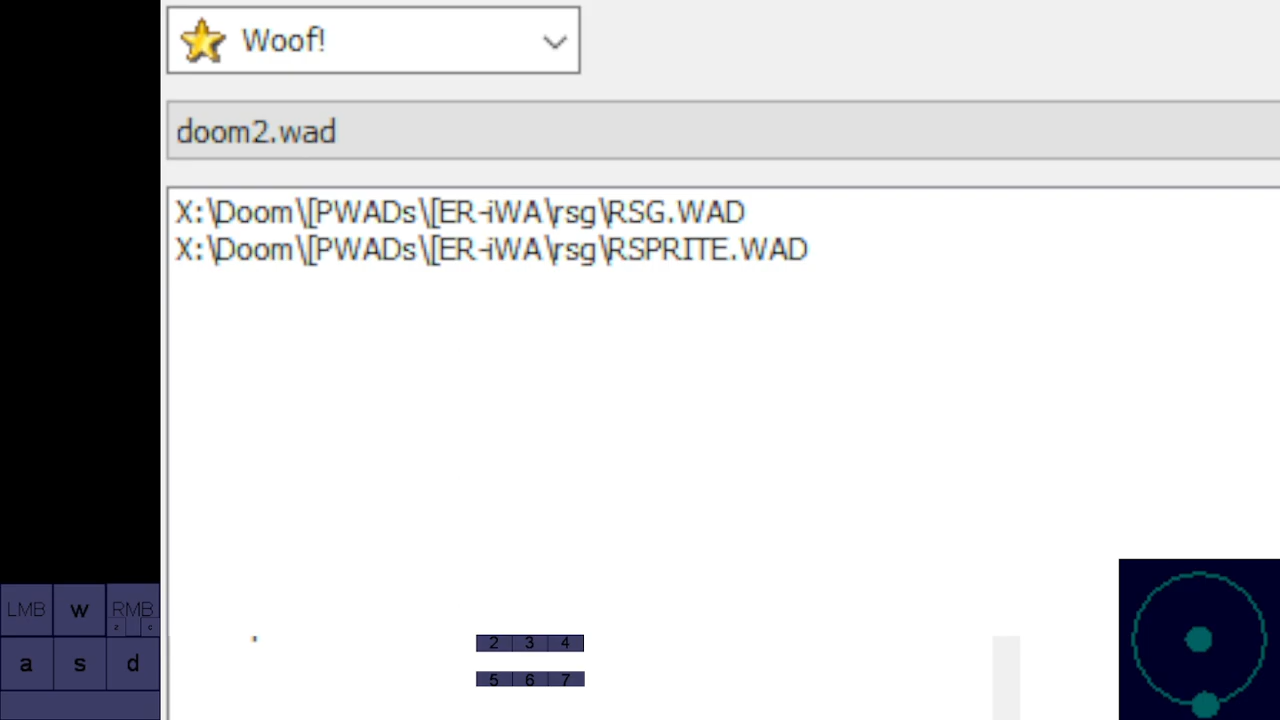 Woof!
doom2.wad
X:\Doom\[PWADs\[ER-iWA\rsg\RSG.WAD
X:\Doom\[PWADs\[ER-iWA\rsg\RSPRITE.WAD
LMB w RMB
z c
a s d
2 3 4
5 6 7